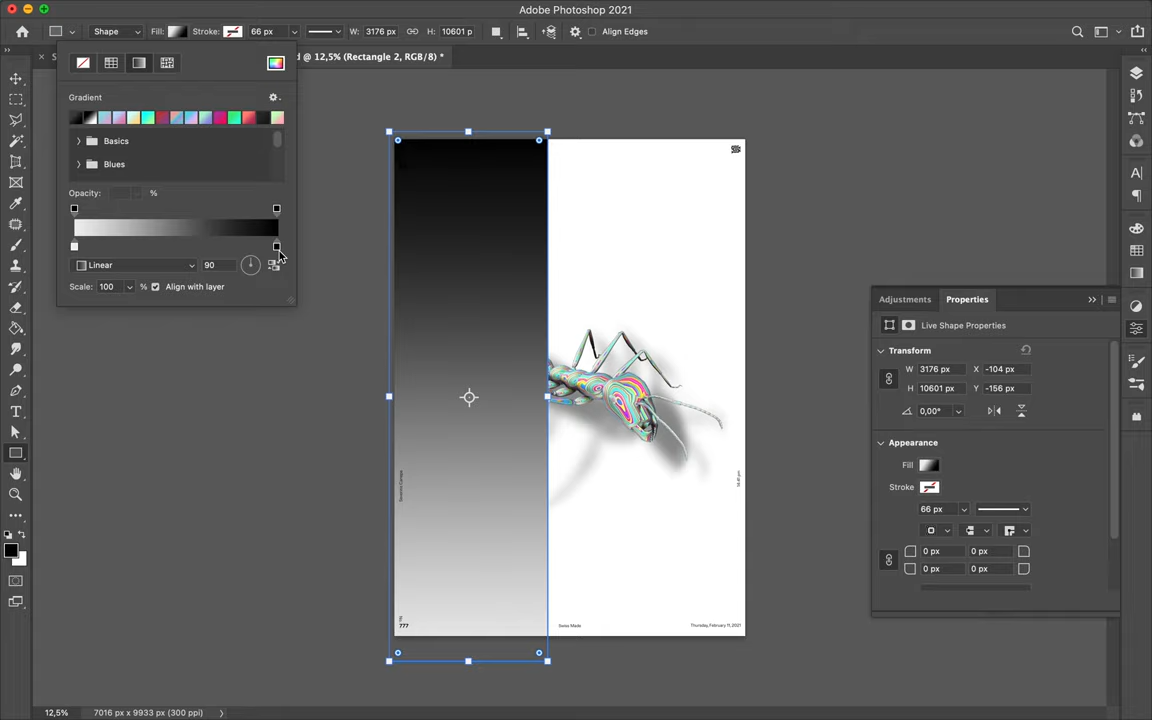 Adobe Photoshop 2021
Shape
Fill:
Stroke:
66 px
W: 3176 px
H: 10601 p
Align Edges
d @ 12,5% (Rectangle 2, RGB/8) *
Gradient
Basics
Blues
Opacity:
%
Linear
90
Scale: 100 %
Align with layer
Severino Canepa
777
Swiss Made
Thursday, February 11, 2021
Adjustments
Properties
Live Shape Properties
Transform
W 3176 px X -104 px
H 10601 px Y -156 px
0,00°
Appearance
Fill
Stroke
66 px
0 px 0 px
0 px 0 px
12,5%
7016 px x 9933 px (300 ppi)